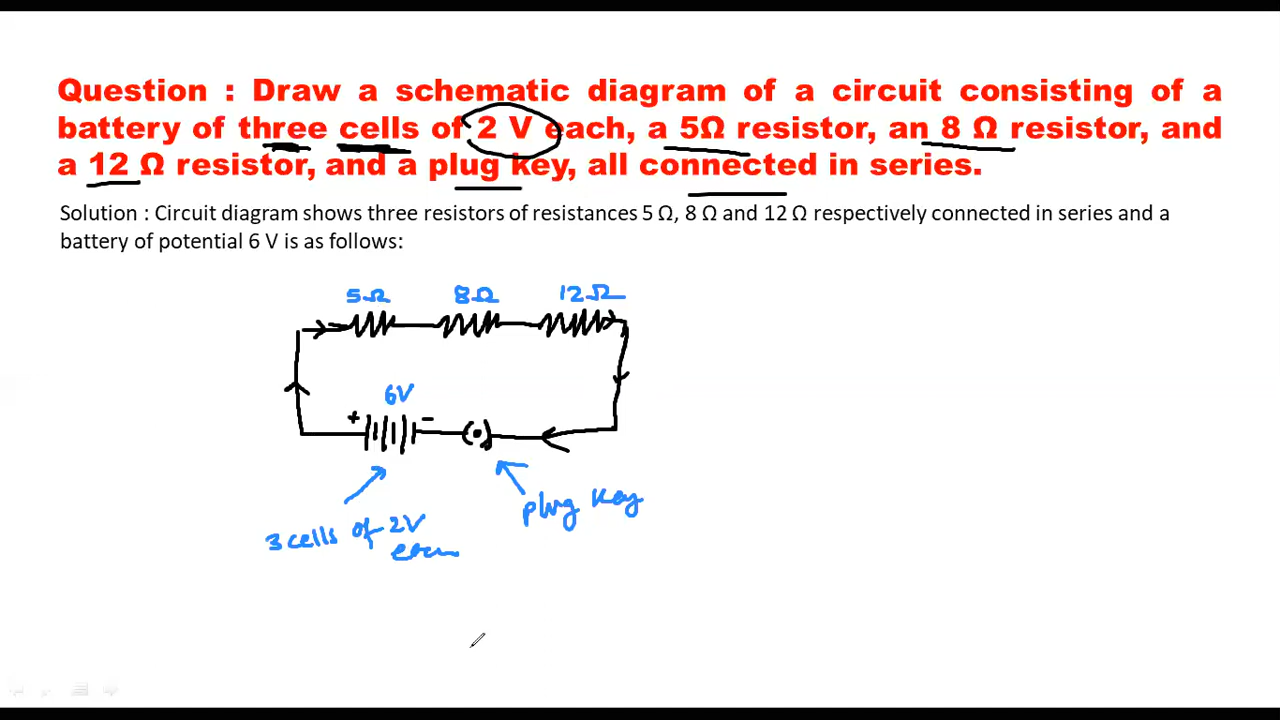 Question : Draw a schematic diagram of a circuit consisting of a
battery of three cells of 2 V each, a 5Ω resistor, an 8 Ω resistor, and
a 12 Ω resistor, and a plug key, all connected in series.
Solution : Circuit diagram shows three resistors of resistances 5 Ω, 8 Ω and 12 Ω respectively connected in series and a
battery of potential 6 V is as follows:
5Ω 8Ω 12Ω
6V
+ −
plug key
3 cells of 2V
each